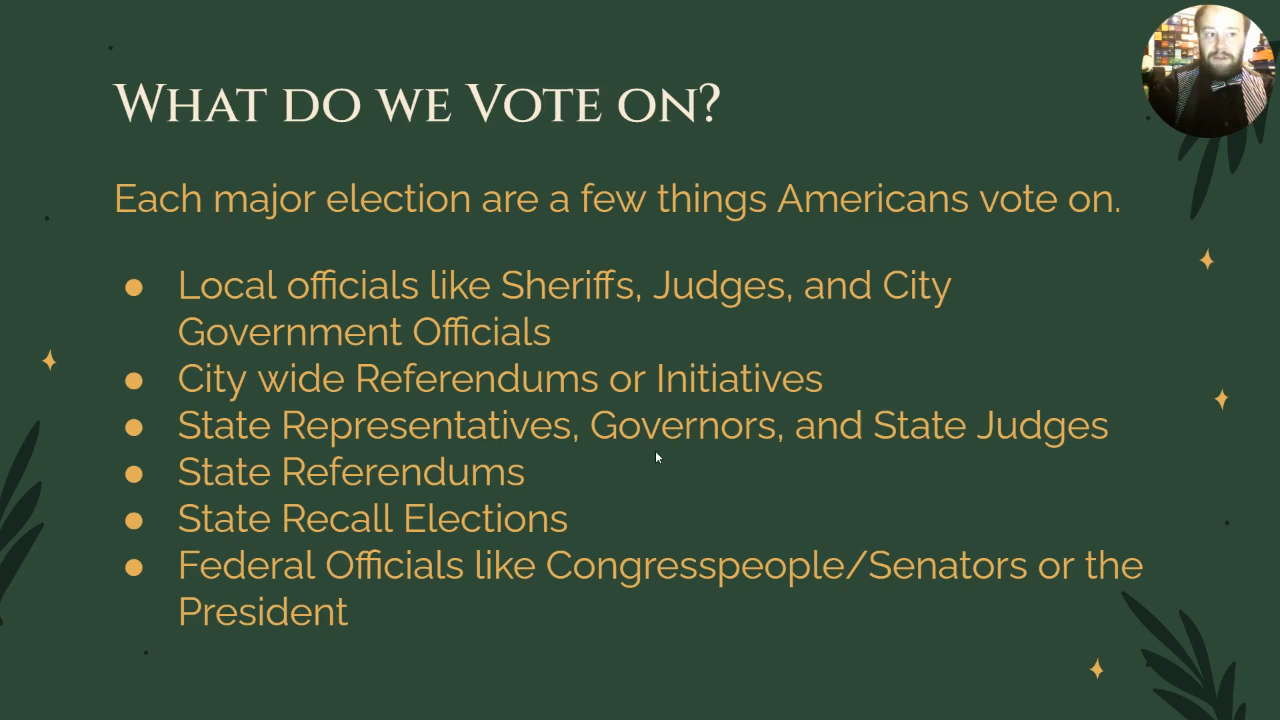 What do we Vote on?
Each major election are a few things Americans vote on.
● Local officials like Sheriffs, Judges, and City
Government Officials
● City wide Referendums or Initiatives
● State Representatives, Governors, and State Judges
● State Referendums
● State Recall Elections
● Federal Officials like Congresspeople/Senators or the
President